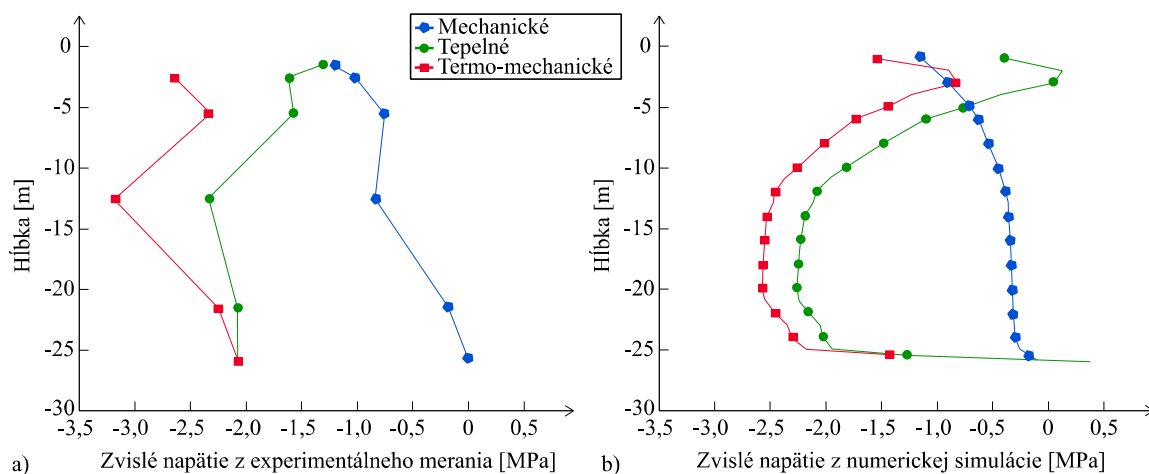 Mechanické
Tepelné
Termo-mechanické
0
-5
-10
-15
-20
-25
-30
Hĺbka [m]
-3,5 -3,0 -2,5 -2,0 -1,5 -1,0 -0,5 0 0,5
a) Zvislé napätie z experimentálneho merania [MPa]
0
-5
-10
-15
-20
-25
-30
Hĺbka [m]
-3,5 -3,0 -2,5 -2,0 -1,5 -1,0 -0,5 0 0,5
b) Zvislé napätie z numerickej simulácie [MPa]